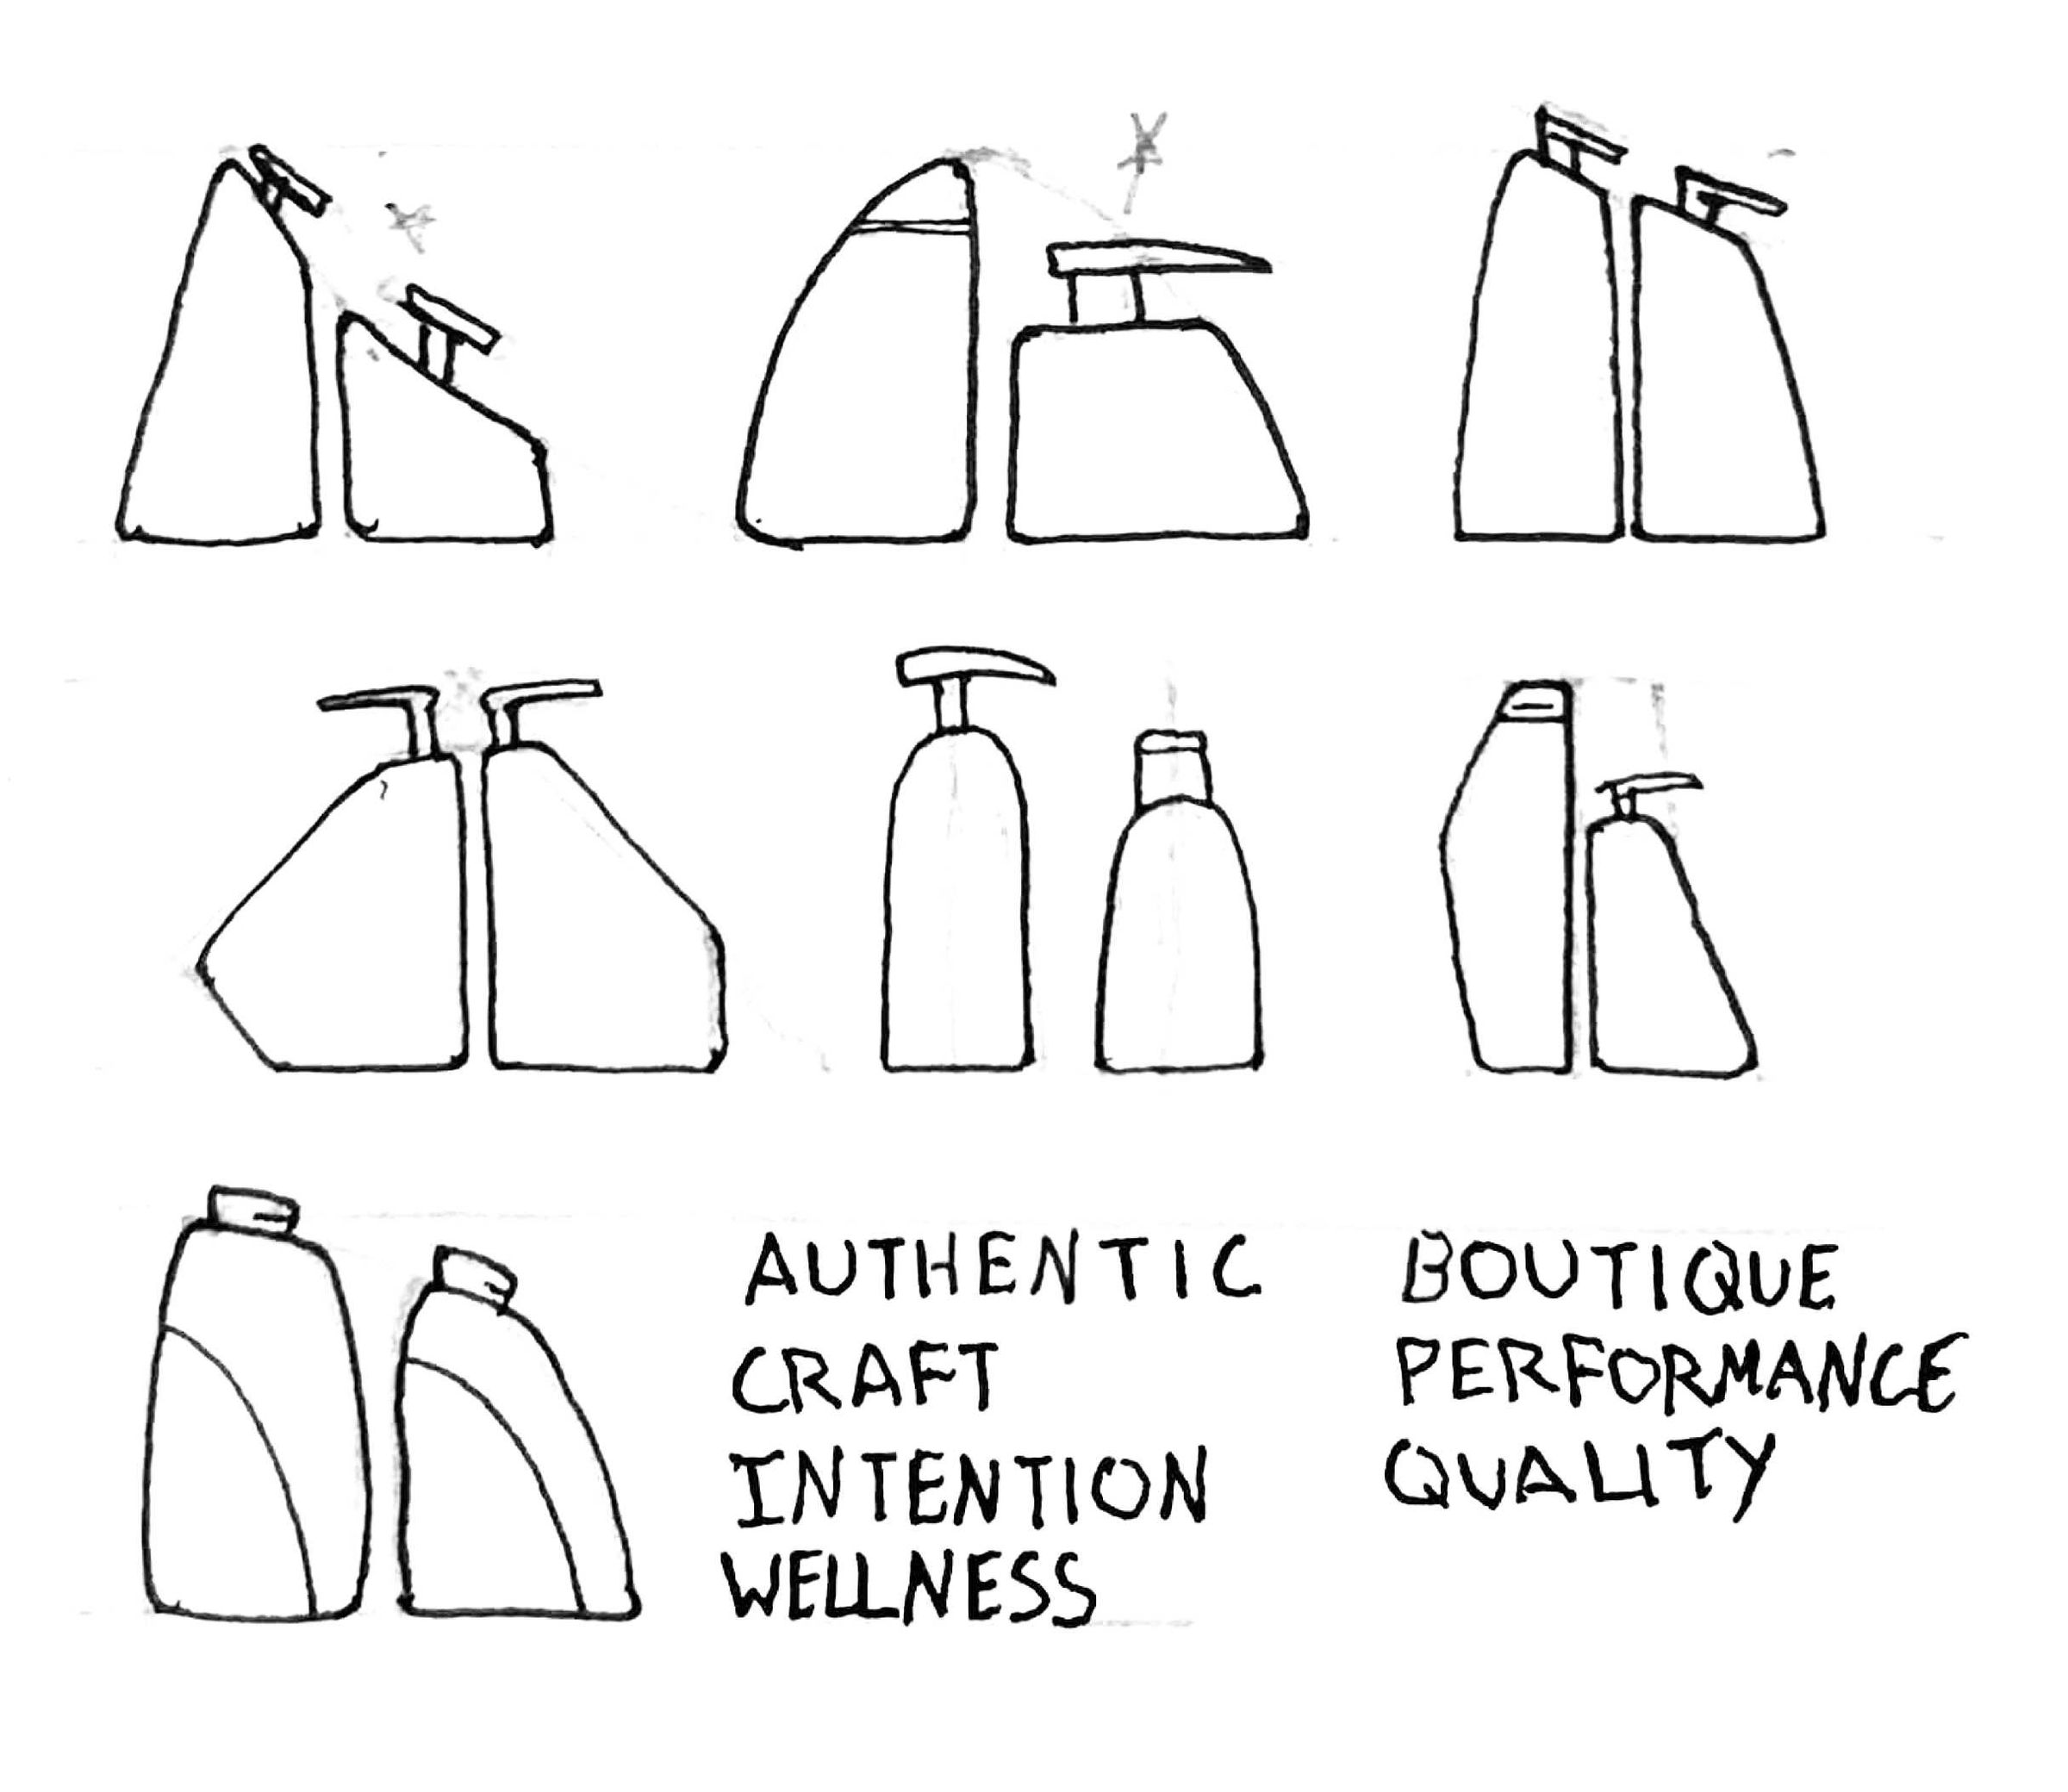 AUTHENTIC
CRAFT
INTENTION
WELLNESS
BOUTIQUE
PERFORMANCE
QUALITY